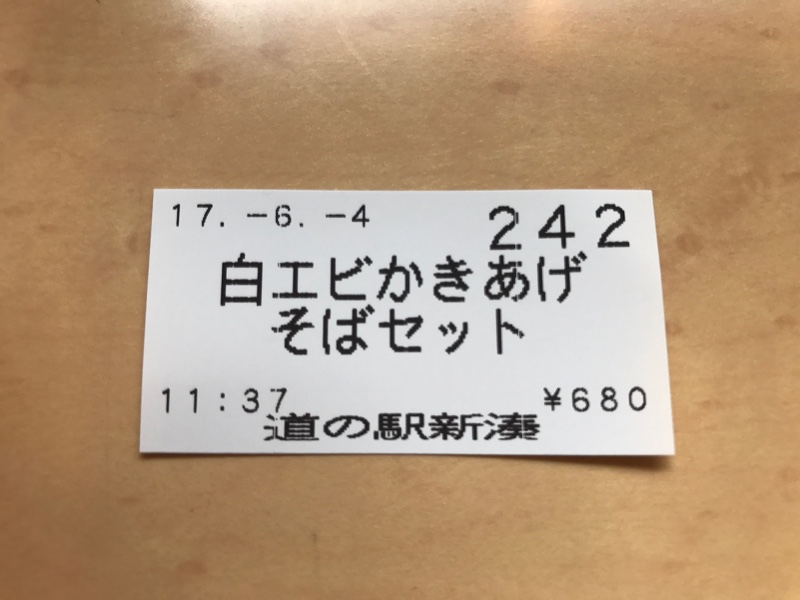 17.-6.-4 242
白エビかきあげ
そばセット
11:37 ¥680
道の駅新湊